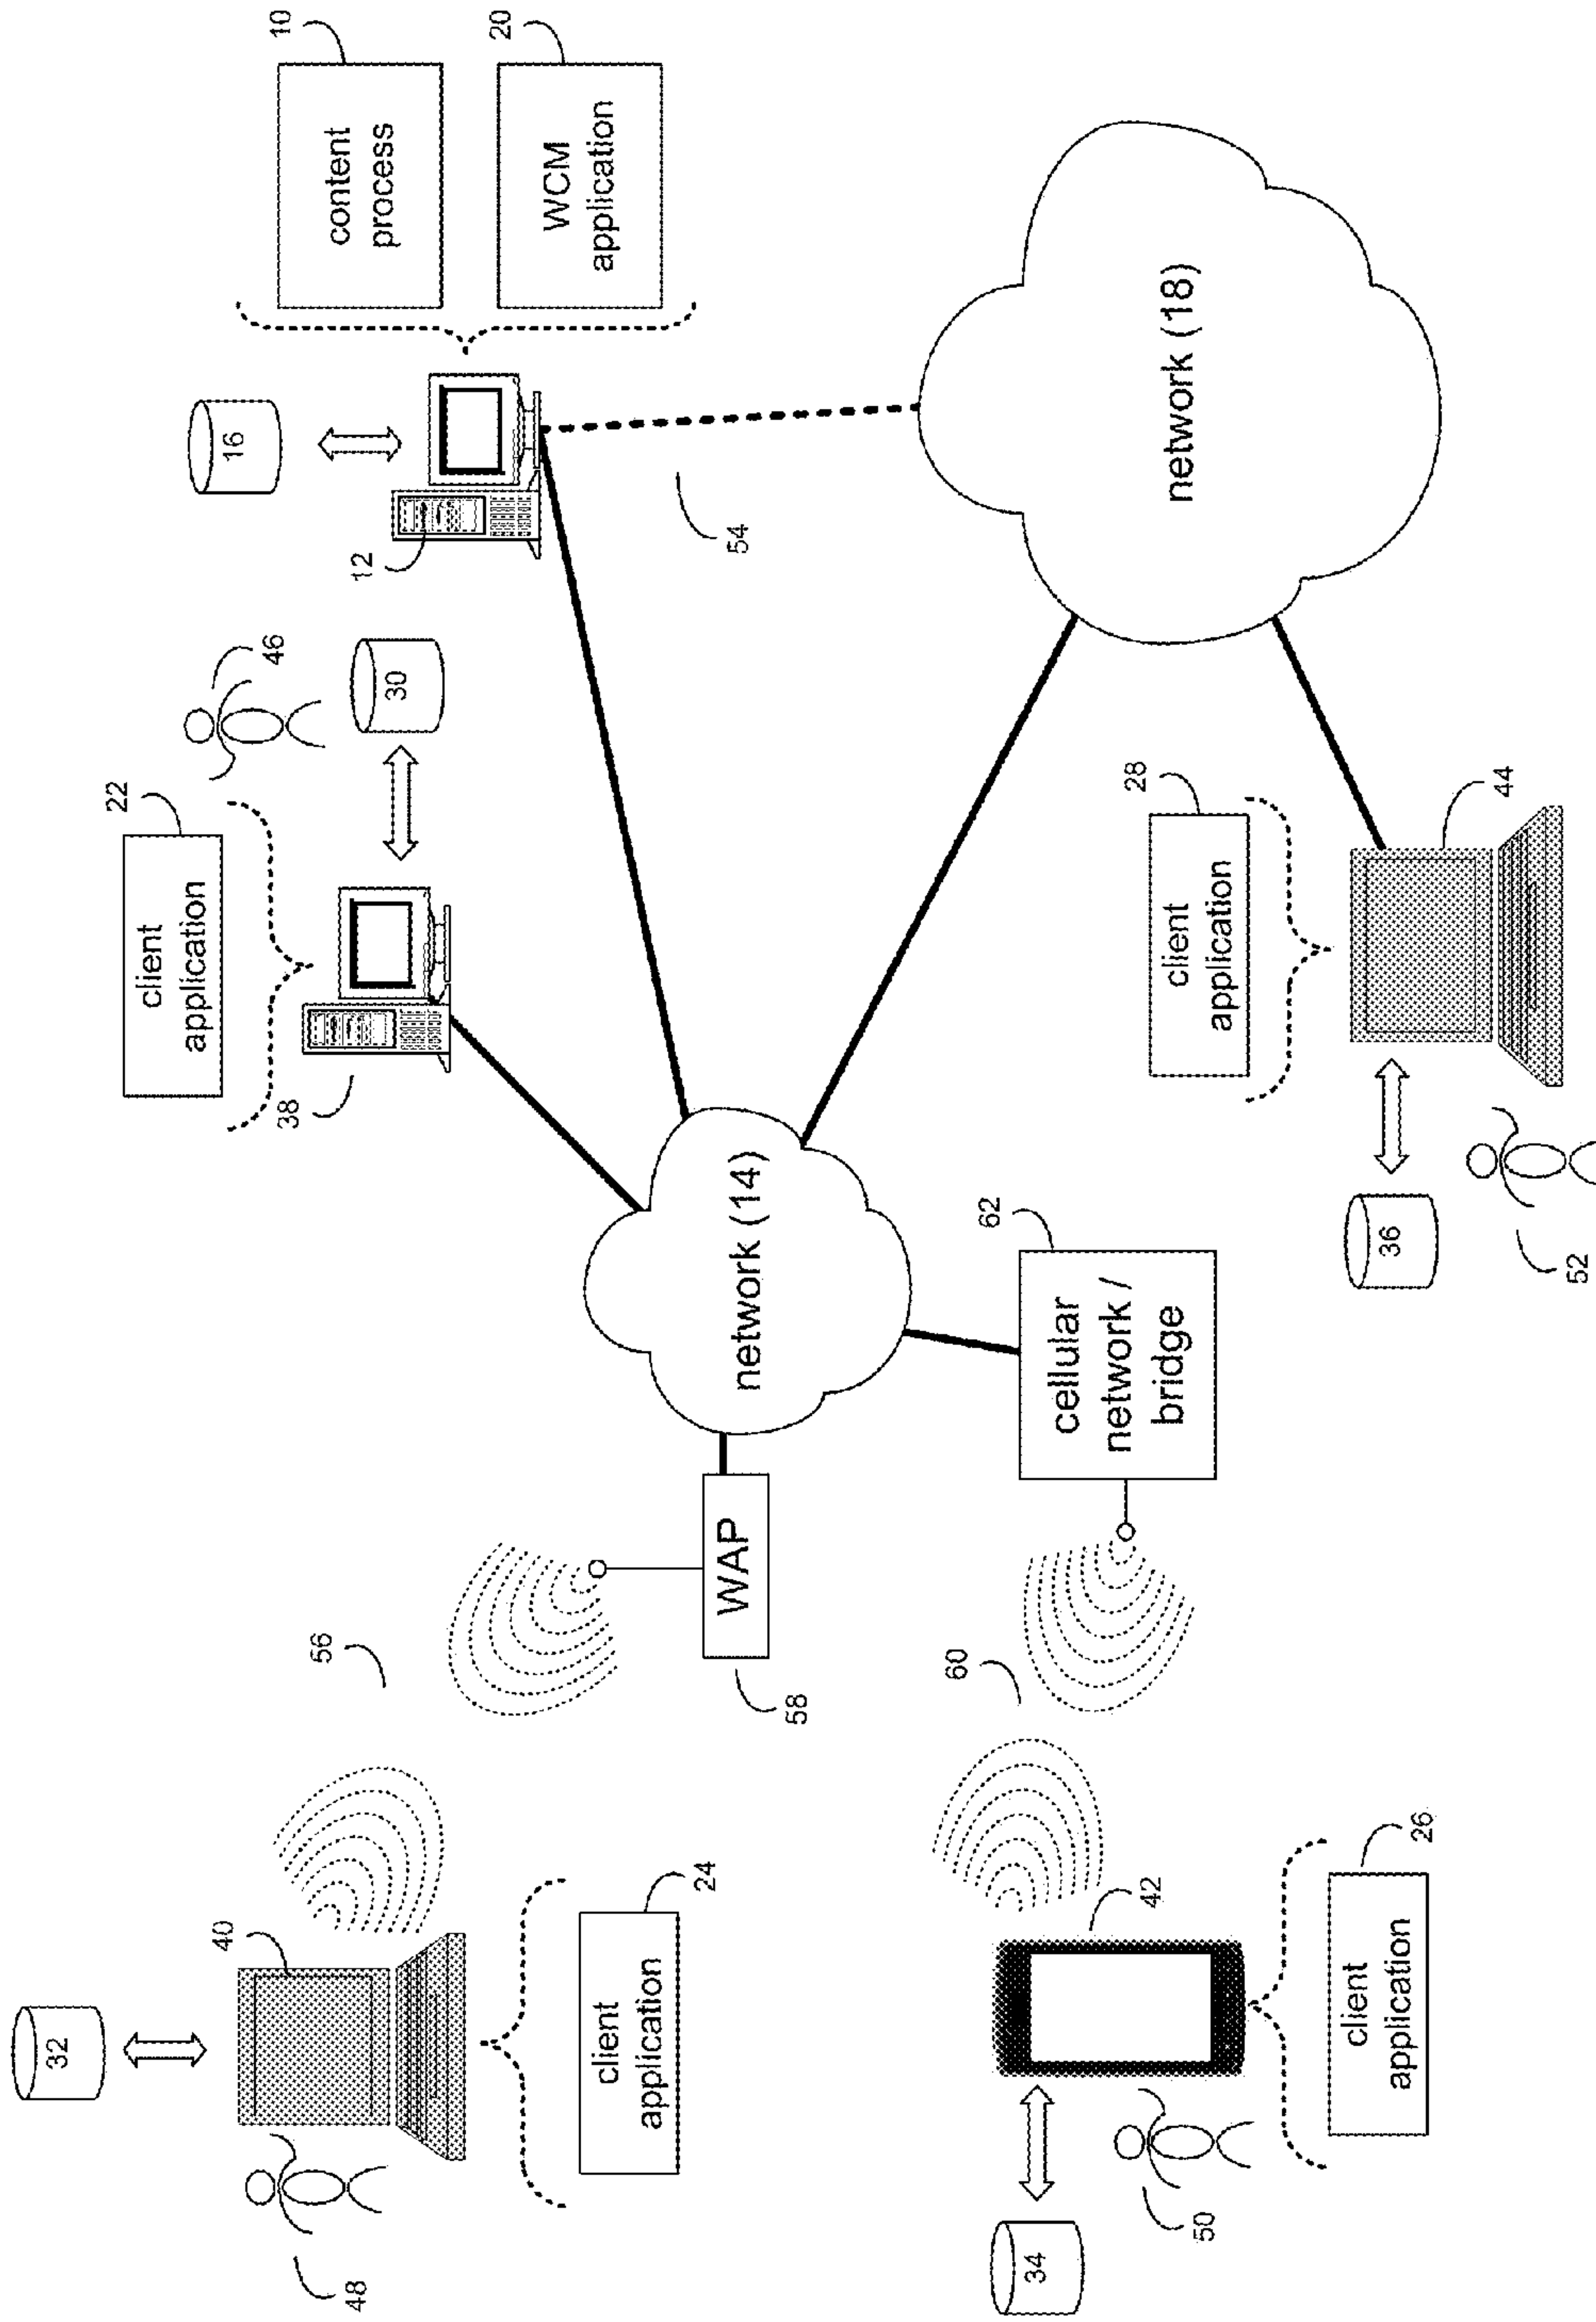 32
40
48
client
application
24
56
WAP
58
34
42
50
client
application
26
60
cellular
network /
bridge
62
network (14)
client
application
22
38
46
30
16
12
content
process
10
WCM
application
20
54
network (18)
client
application
28
44
36
52